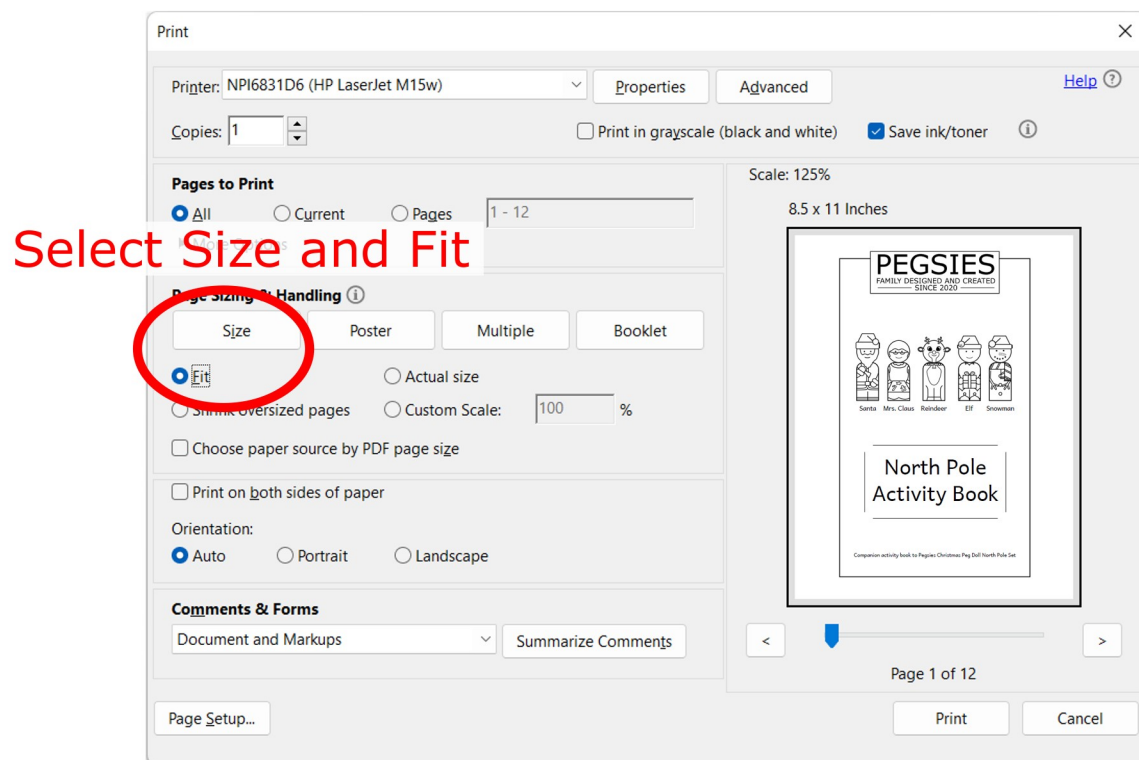 Print
Printer: NPI6831D6 (HP LaserJet M15w) Properties Advanced Help
Copies: 1 Print in grayscale (black and white) Save ink/toner
Pages to Print
All Current Pages 1 - 12
More Options
Select Size and Fit
Page Sizing & Handling
Size Poster Multiple Booklet
Fit Actual size
Shrink oversized pages Custom Scale: 100 %
Choose paper source by PDF page size
Print on both sides of paper
Orientation:
Auto Portrait Landscape
Comments & Forms
Document and Markups Summarize Comments
Page Setup...
Scale: 125%
8.5 x 11 Inches
PEGSIES
FAMILY DESIGNED AND CREATED
SINCE 2020
Santa Mrs. Claus Reindeer Elf Snowman
North Pole
Activity Book
Companion activity book to Pegsies Christmas Peg Doll North Pole Set
< >
Page 1 of 12
Print Cancel